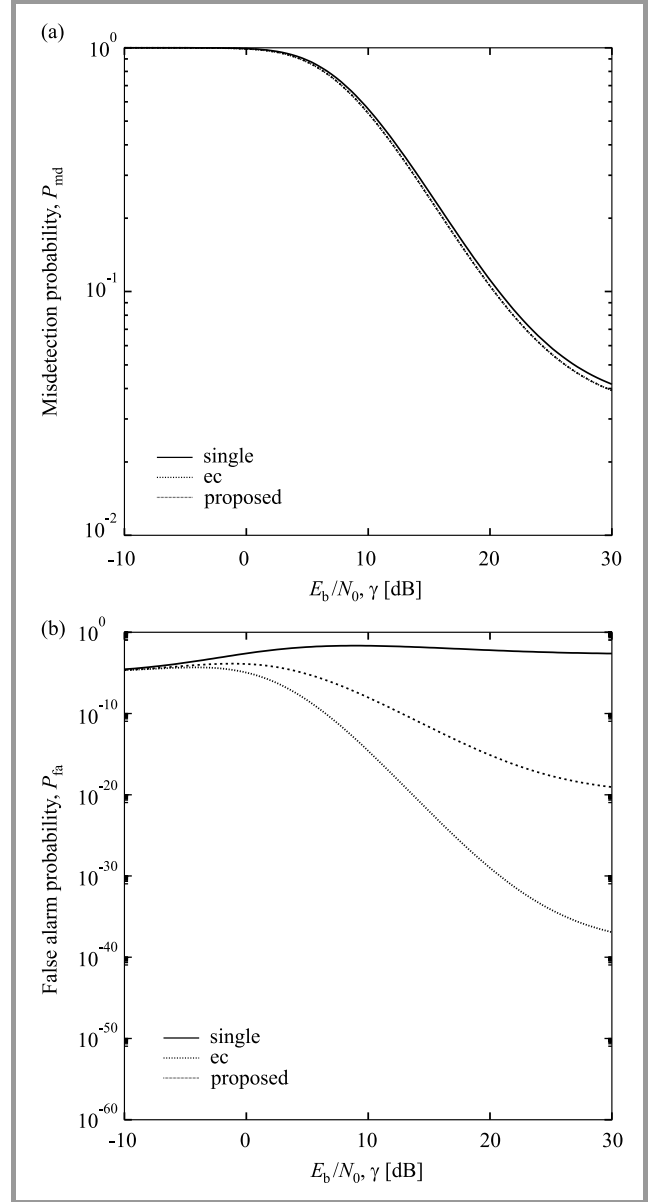 (a)
10^0
10^-1
10^-2
Misdetection probability, P_md
single
ec
proposed
-10 0 10 20 30
E_b/N_0, γ [dB]
(b)
10^0
10^-10
10^-20
10^-30
10^-40
10^-50
10^-60
False alarm probability, P_fa
single
ec
proposed
-10 0 10 20 30
E_b/N_0, γ [dB]